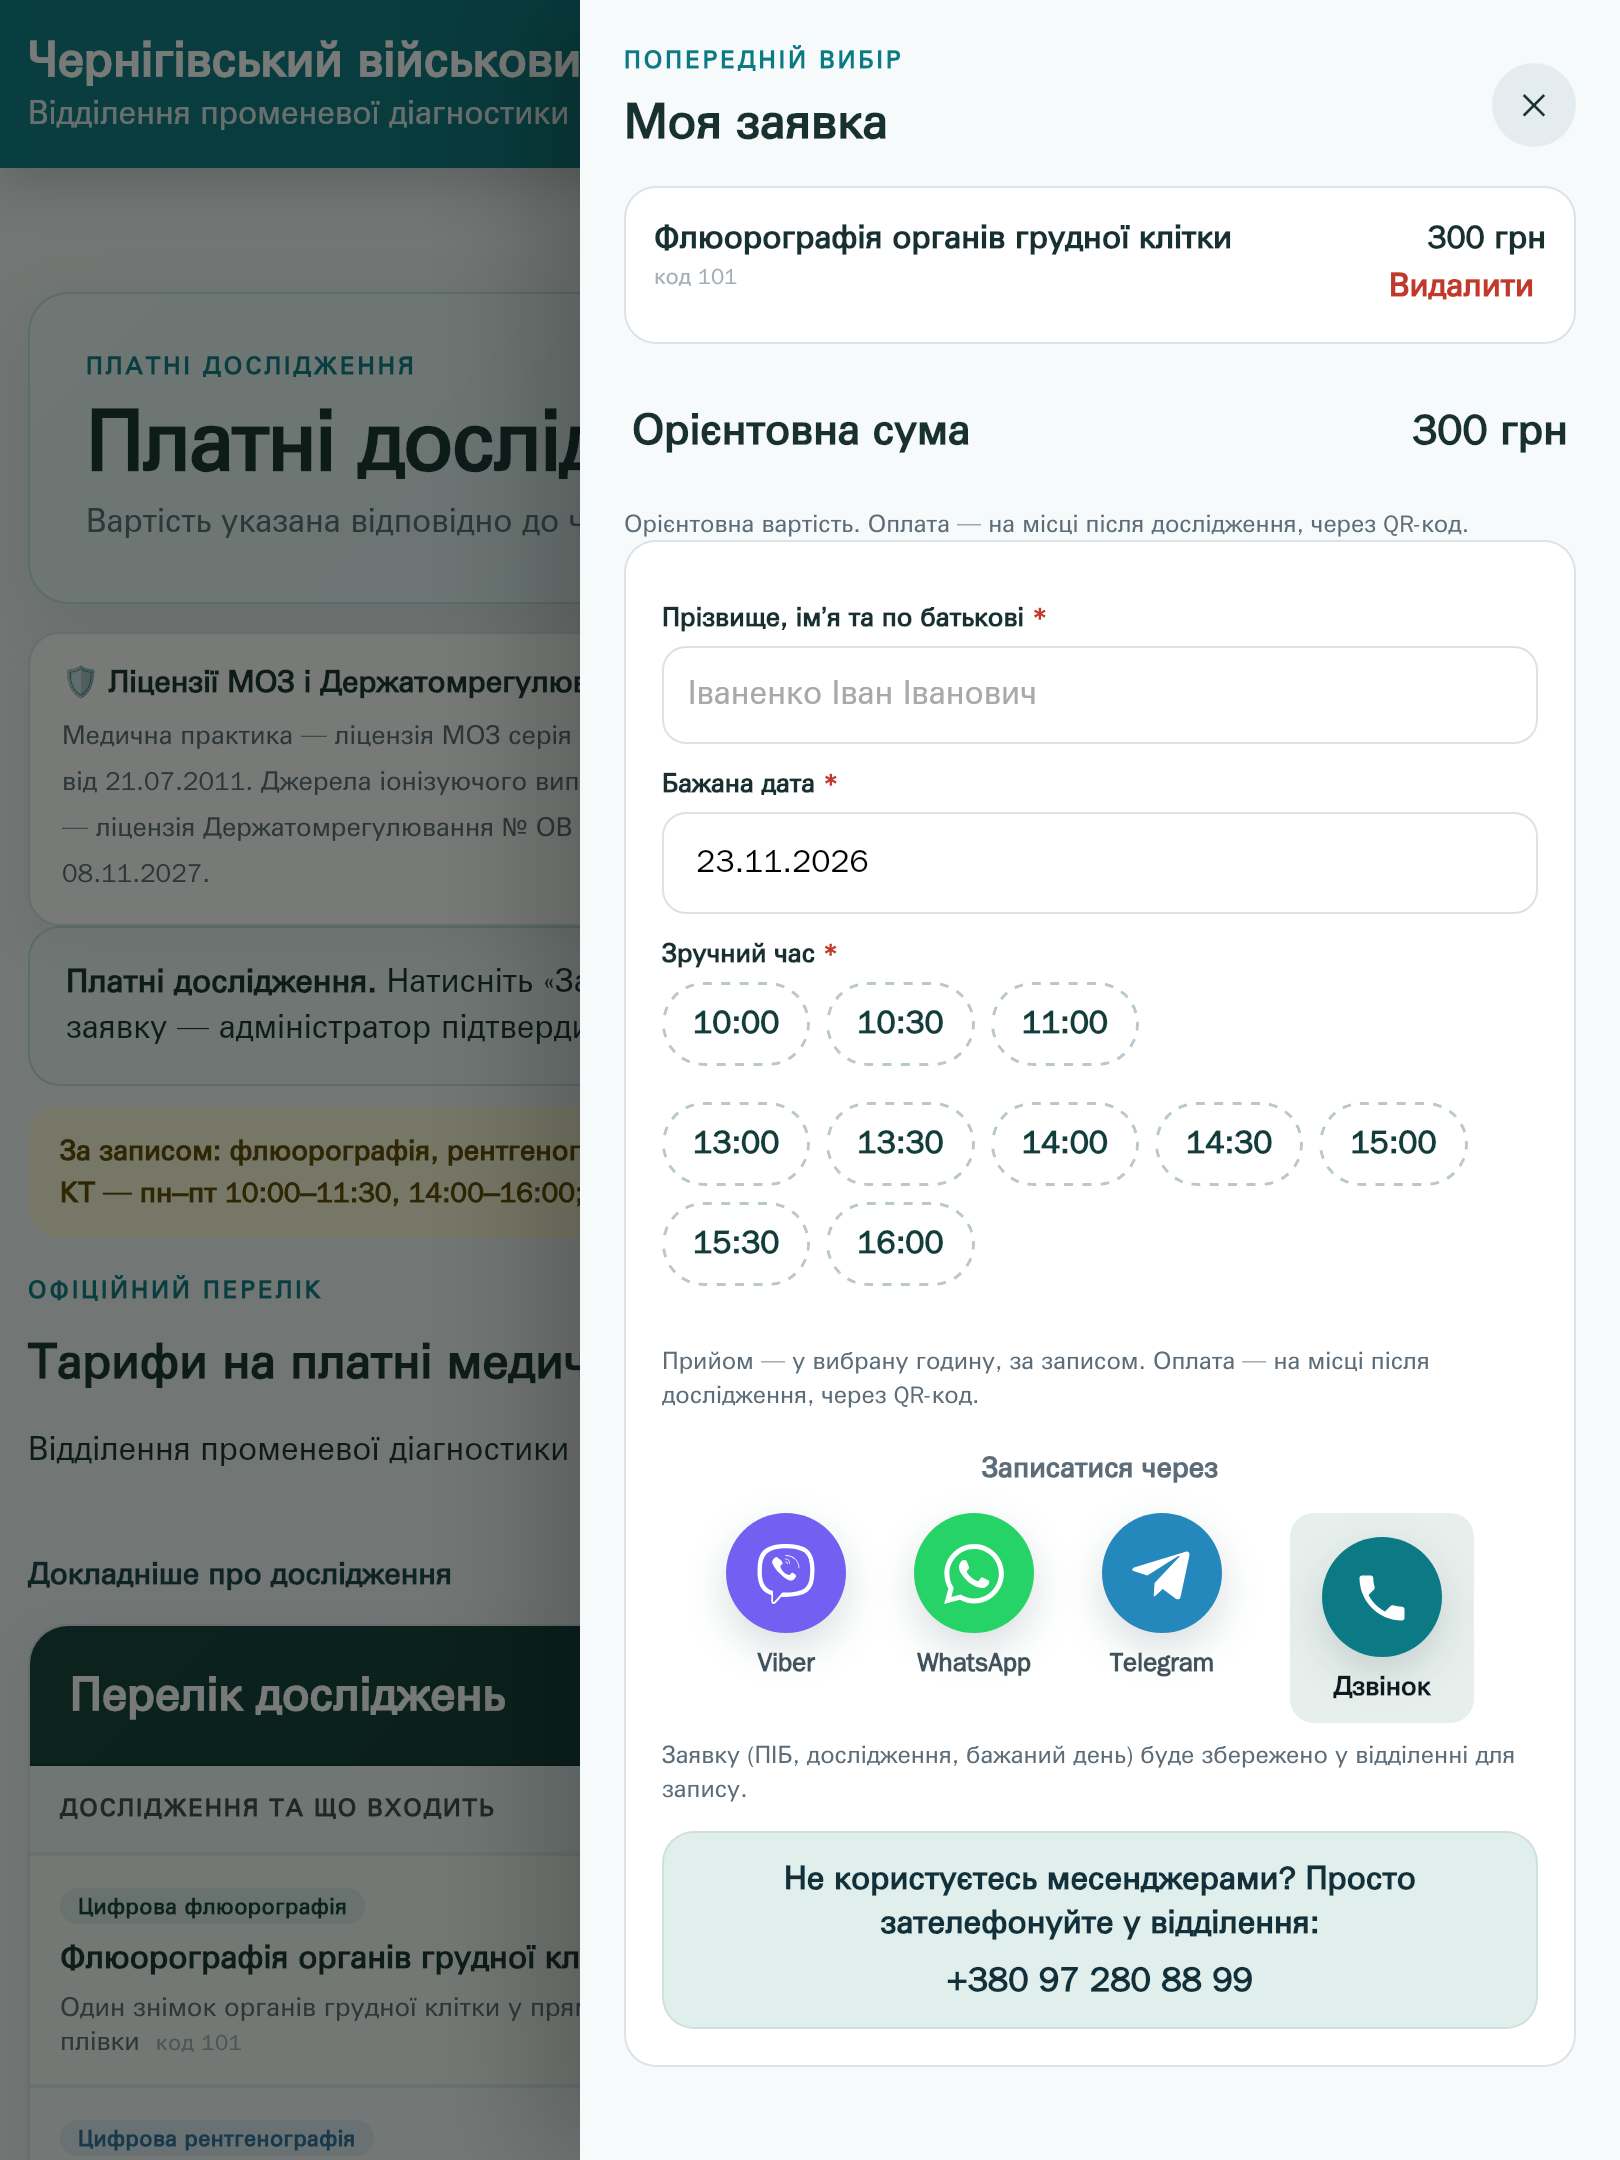 Чернігівський військови
Відділення променевої діагностики
ПЛАТНІ ДОСЛІДЖЕННЯ
Платні дослід
Вартість указана відповідно до ч
🛡️ Ліцензії МОЗ і Держатомрегулюв
Медична практика — ліцензія МОЗ серія
від 21.07.2011. Джерела іонізуючого вип
— ліцензія Держатомрегулювання № ОВ
08.11.2027.
Платні дослідження. Натисніть «За
заявку — адміністратор підтверди
За записом: флюорографія, рентгеног
КТ — пн–пт 10:00–11:30, 14:00–16:00;
ОФІЦІЙНИЙ ПЕРЕЛІК
Тарифи на платні медич
Відділення променевої діагностики
Докладніше про дослідження
Перелік досліджень
ДОСЛІДЖЕННЯ ТА ЩО ВХОДИТЬ
Цифрова флюорографія
Флюорографія органів грудної кл
Один знімок органів грудної клітки у прям
плівки код 101
Цифрова рентгенографія
ПОПЕРЕДНІЙ ВИБІР
Моя заявка
Флюорографія органів грудної клітки 300 грн
код 101
Видалити
Орієнтовна сума 300 грн
Орієнтовна вартість. Оплата — на місці після дослідження, через QR-код.
Прізвище, ім’я та по батькові *
Іваненко Іван Іванович
Бажана дата *
23.11.2026
Зручний час *
10:00 10:30 11:00
13:00 13:30 14:00 14:30 15:00
15:30 16:00
Прийом — у вибрану годину, за записом. Оплата — на місці після
дослідження, через QR-код.
Записатися через
Viber WhatsApp Telegram Дзвінок
Заявку (ПІБ, дослідження, бажаний день) буде збережено у відділенні для
запису.
Не користуєтесь месенджерами? Просто
зателефонуйте у відділення:
+380 97 280 88 99